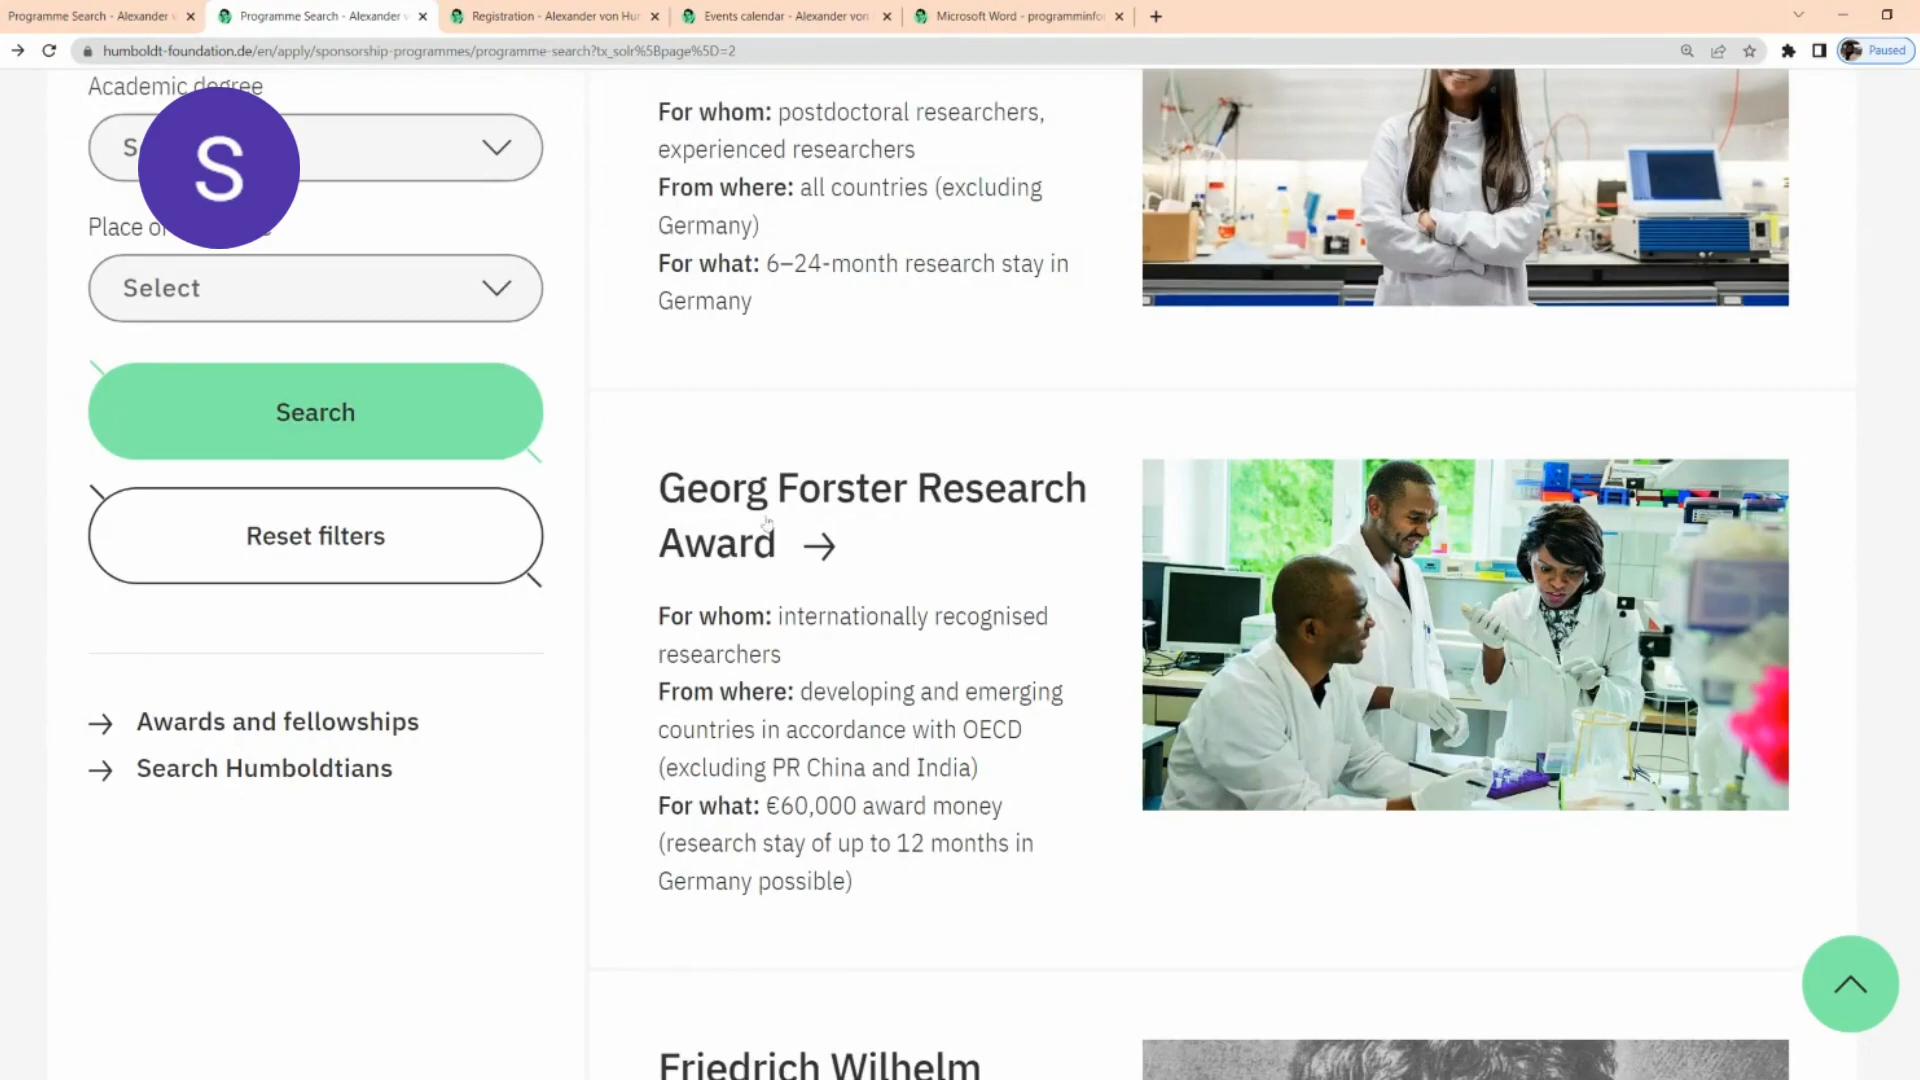 Programme Search - Alexander v
Programme Search - Alexander v
Registration - Alexander von Hur
Events calendar - Alexander von
Microsoft Word - programminfo
humboldt-foundation.de/en/apply/sponsorship-programmes/programme-search?tx_solr%5Bpage%5D=2
Paused
Academic degree
S
S
Place of
Select
Search
Reset filters
Awards and fellowships
Search Humboldtians
For whom: postdoctoral researchers,
experienced researchers
From where: all countries (excluding
Germany)
For what: 6–24-month research stay in
Germany
Georg Forster Research
Award
For whom: internationally recognised
researchers
From where: developing and emerging
countries in accordance with OECD
(excluding PR China and India)
For what: €60,000 award money
(research stay of up to 12 months in
Germany possible)
Friedrich Wilhelm